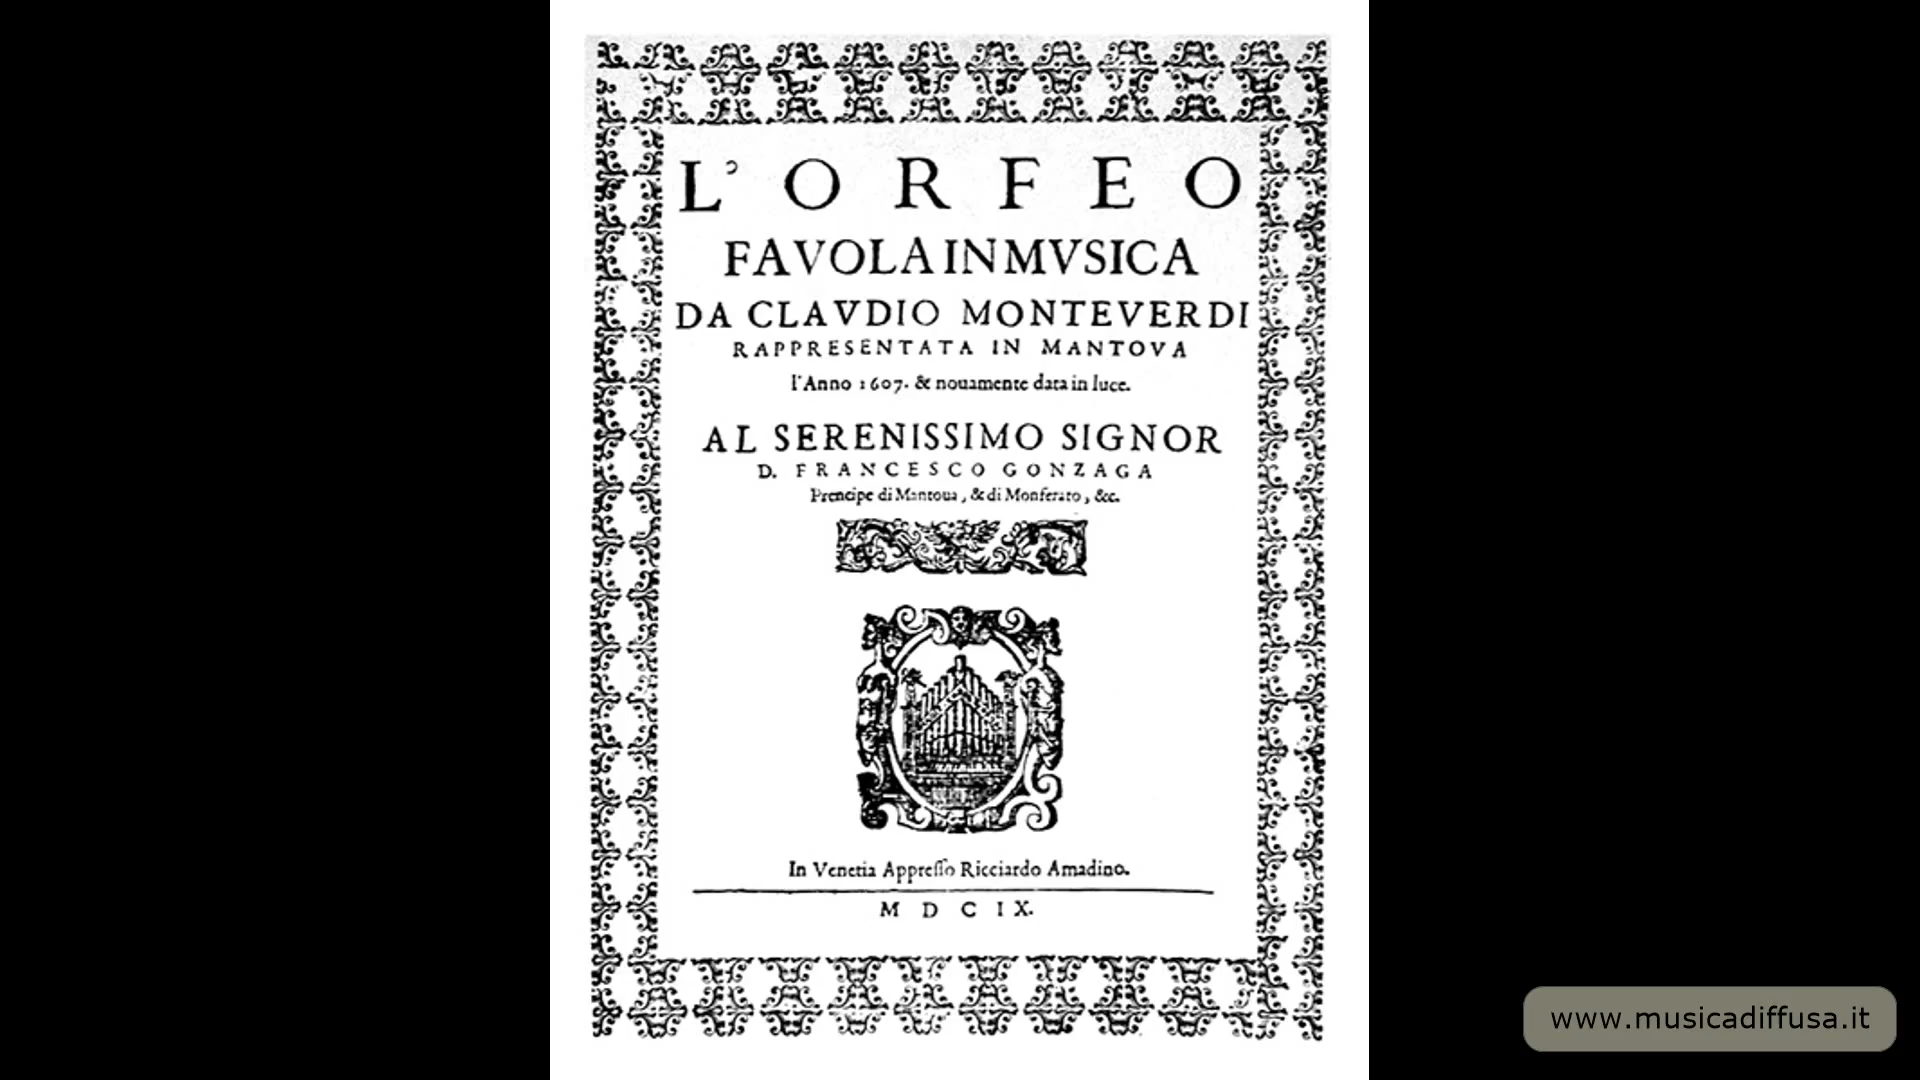 L'ORFEO
FAVOLA IN MVSICA
DA CLAVDIO MONTEVERDI
RAPPRESENTATA IN MANTOVA
l'Anno 1607. & nouamente data in luce.
AL SERENISSIMO SIGNOR
D. FRANCESCO GONZAGA
Prencipe di Mantoua, & di Monferato, &c.
In Venetia Appresso Ricciardo Amadino.
MDCIX.
www.musicadiffusa.it